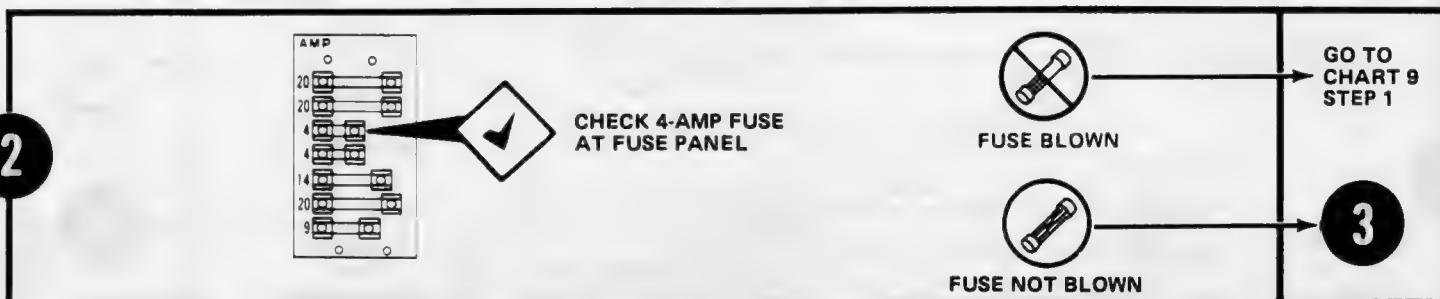 2
AMP
20
20
4
4
14
20
9
CHECK 4-AMP FUSE
AT FUSE PANEL
FUSE BLOWN
GO TO
CHART 9
STEP 1
FUSE NOT BLOWN
3